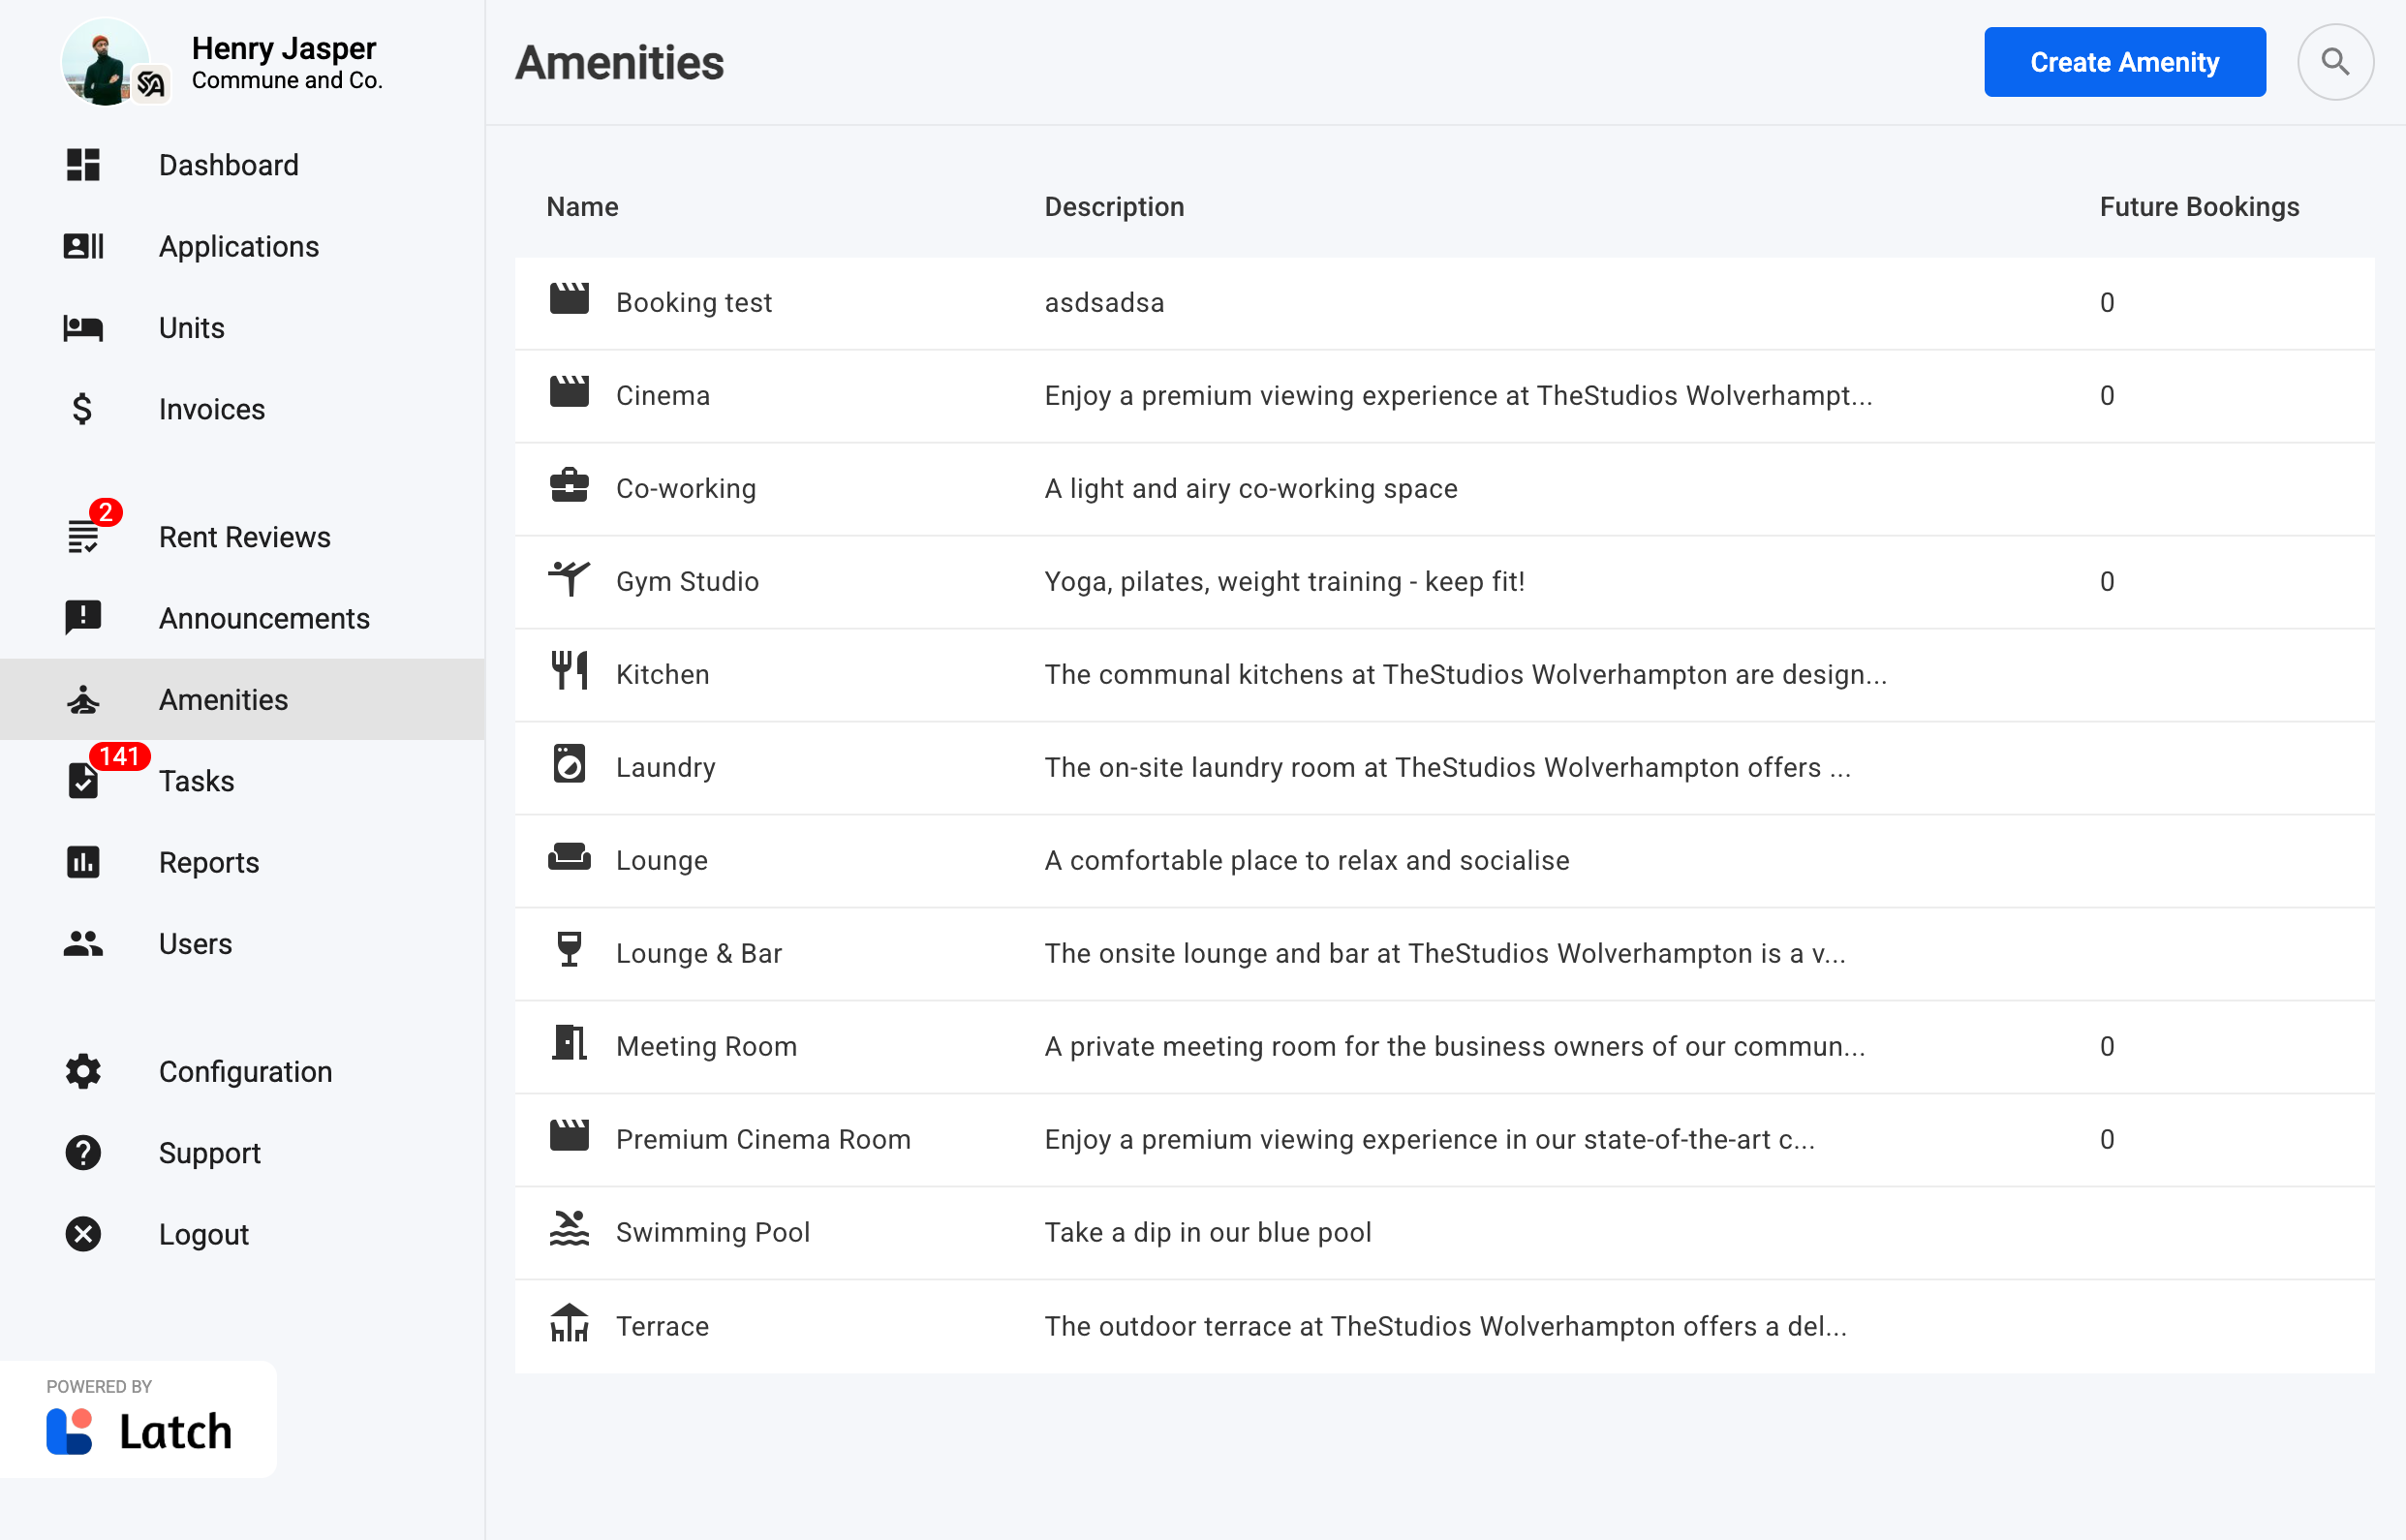 Henry Jasper
Commune and Co.
Dashboard
Applications
Units
Invoices
2
Rent Reviews
Announcements
Amenities
141
Tasks
Reports
Users
Configuration
Support
Logout
POWERED BY
Latch
Amenities
Create Amenity
Name Description Future Bookings
Booking test asdsadsa 0
Cinema Enjoy a premium viewing experience at TheStudios Wolverhampt... 0
Co-working A light and airy co-working space
Gym Studio Yoga, pilates, weight training - keep fit! 0
Kitchen The communal kitchens at TheStudios Wolverhampton are design...
Laundry The on-site laundry room at TheStudios Wolverhampton offers ...
Lounge A comfortable place to relax and socialise
Lounge & Bar The onsite lounge and bar at TheStudios Wolverhampton is a v...
Meeting Room A private meeting room for the business owners of our commun... 0
Premium Cinema Room Enjoy a premium viewing experience in our state-of-the-art c... 0
Swimming Pool Take a dip in our blue pool
Terrace The outdoor terrace at TheStudios Wolverhampton offers a del...